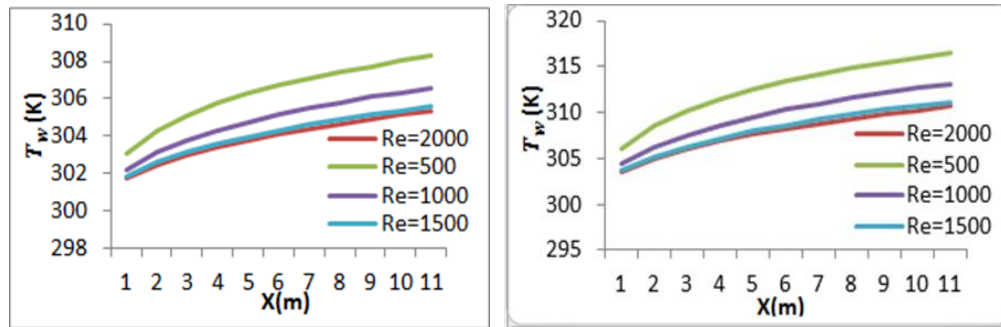 310
308
306
304
302
300
298
T_w (K)
1 2 3 4 5 6 7 8 9 10 11
X(m)
Re=2000
Re=500
Re=1000
Re=1500
320
315
310
305
300
295
T_w (K)
1 2 3 4 5 6 7 8 9 10 11
X(m)
Re=2000
Re=500
Re=1000
Re=1500